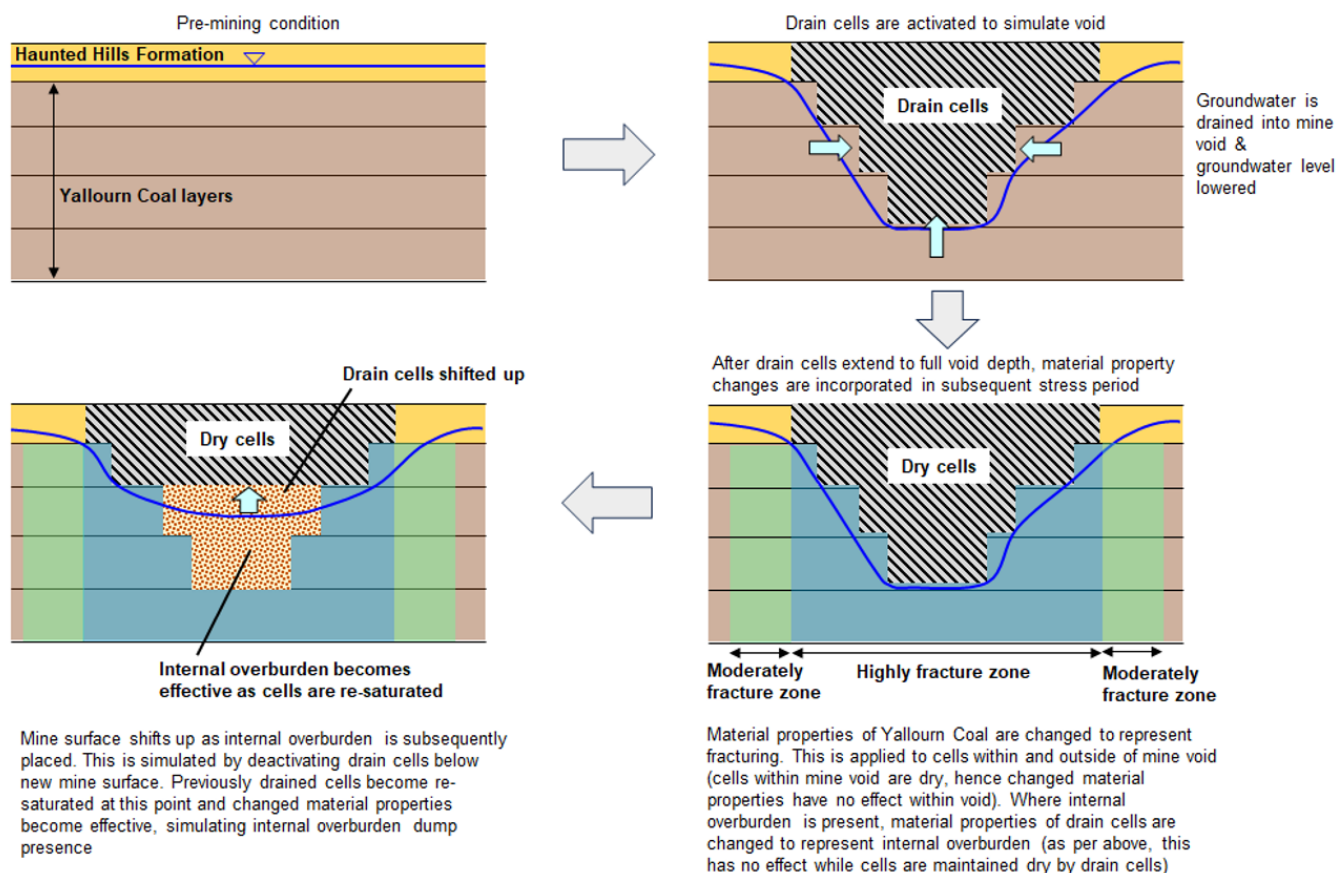 Pre-mining condition
Haunted Hills Formation
Yallourn Coal layers
Drain cells are activated to simulate void
Drain cells
Groundwater is
drained into mine
void &
groundwater level
lowered
After drain cells extend to full void depth, material property
changes are incorporated in subsequent stress period
Dry cells
Moderately
fracture zone
Highly fracture zone
Moderately
fracture zone
Material properties of Yallourn Coal are changed to represent
fracturing. This is applied to cells within and outside of mine void
(cells within mine void are dry, hence changed material
properties have no effect within void). Where internal
overburden is present, material properties of drain cells are
changed to represent internal overburden (as per above, this
has no effect while cells are maintained dry by drain cells)
Drain cells shifted up
Dry cells
Internal overburden becomes
effective as cells are re-saturated
Mine surface shifts up as internal overburden is subsequently
placed. This is simulated by deactivating drain cells below
new mine surface. Previously drained cells become re-
saturated at this point and changed material properties
become effective, simulating internal overburden dump
presence